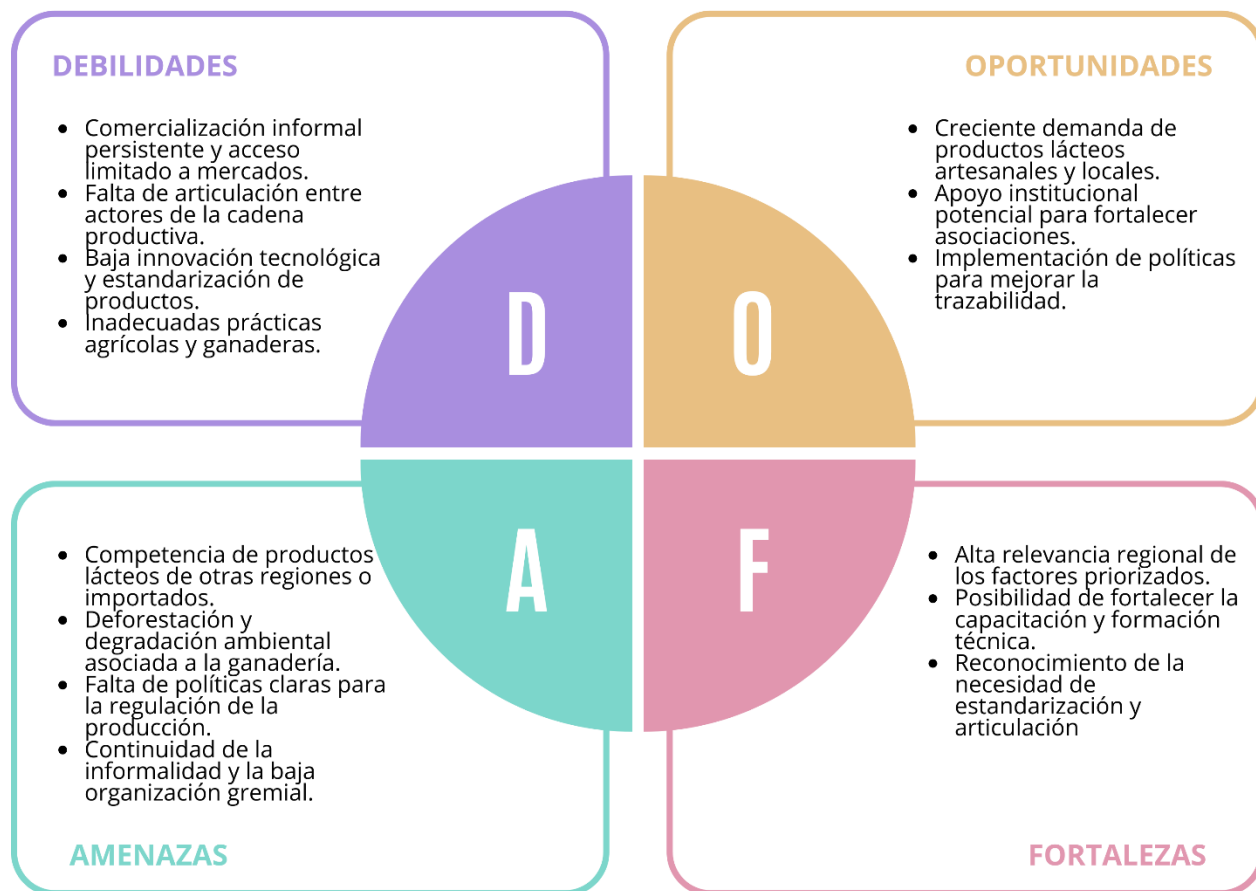 DEBILIDADES
• Comercialización informal
persistente y acceso
limitado a mercados.
• Falta de articulación entre
actores de la cadena
productiva.
• Baja innovación tecnológica
y estandarización de
productos.
• Inadecuadas prácticas
agrícolas y ganaderas.
OPORTUNIDADES
• Creciente demanda de
productos lácteos
artesanales y locales.
• Apoyo institucional
potencial para fortalecer
asociaciones.
• Implementación de políticas
para mejorar la
trazabilidad.
D
O
A
F
• Competencia de productos
lácteos de otras regiones o
importados.
• Deforestación y
degradación ambiental
asociada a la ganadería.
• Falta de políticas claras para
la regulación de la
producción.
• Continuidad de la
informalidad y la baja
organización gremial.
AMENAZAS
• Alta relevancia regional de
los factores priorizados.
• Posibilidad de fortalecer la
capacitación y formación
técnica.
• Reconocimiento de la
necesidad de
estandarización y
articulación
FORTALEZAS